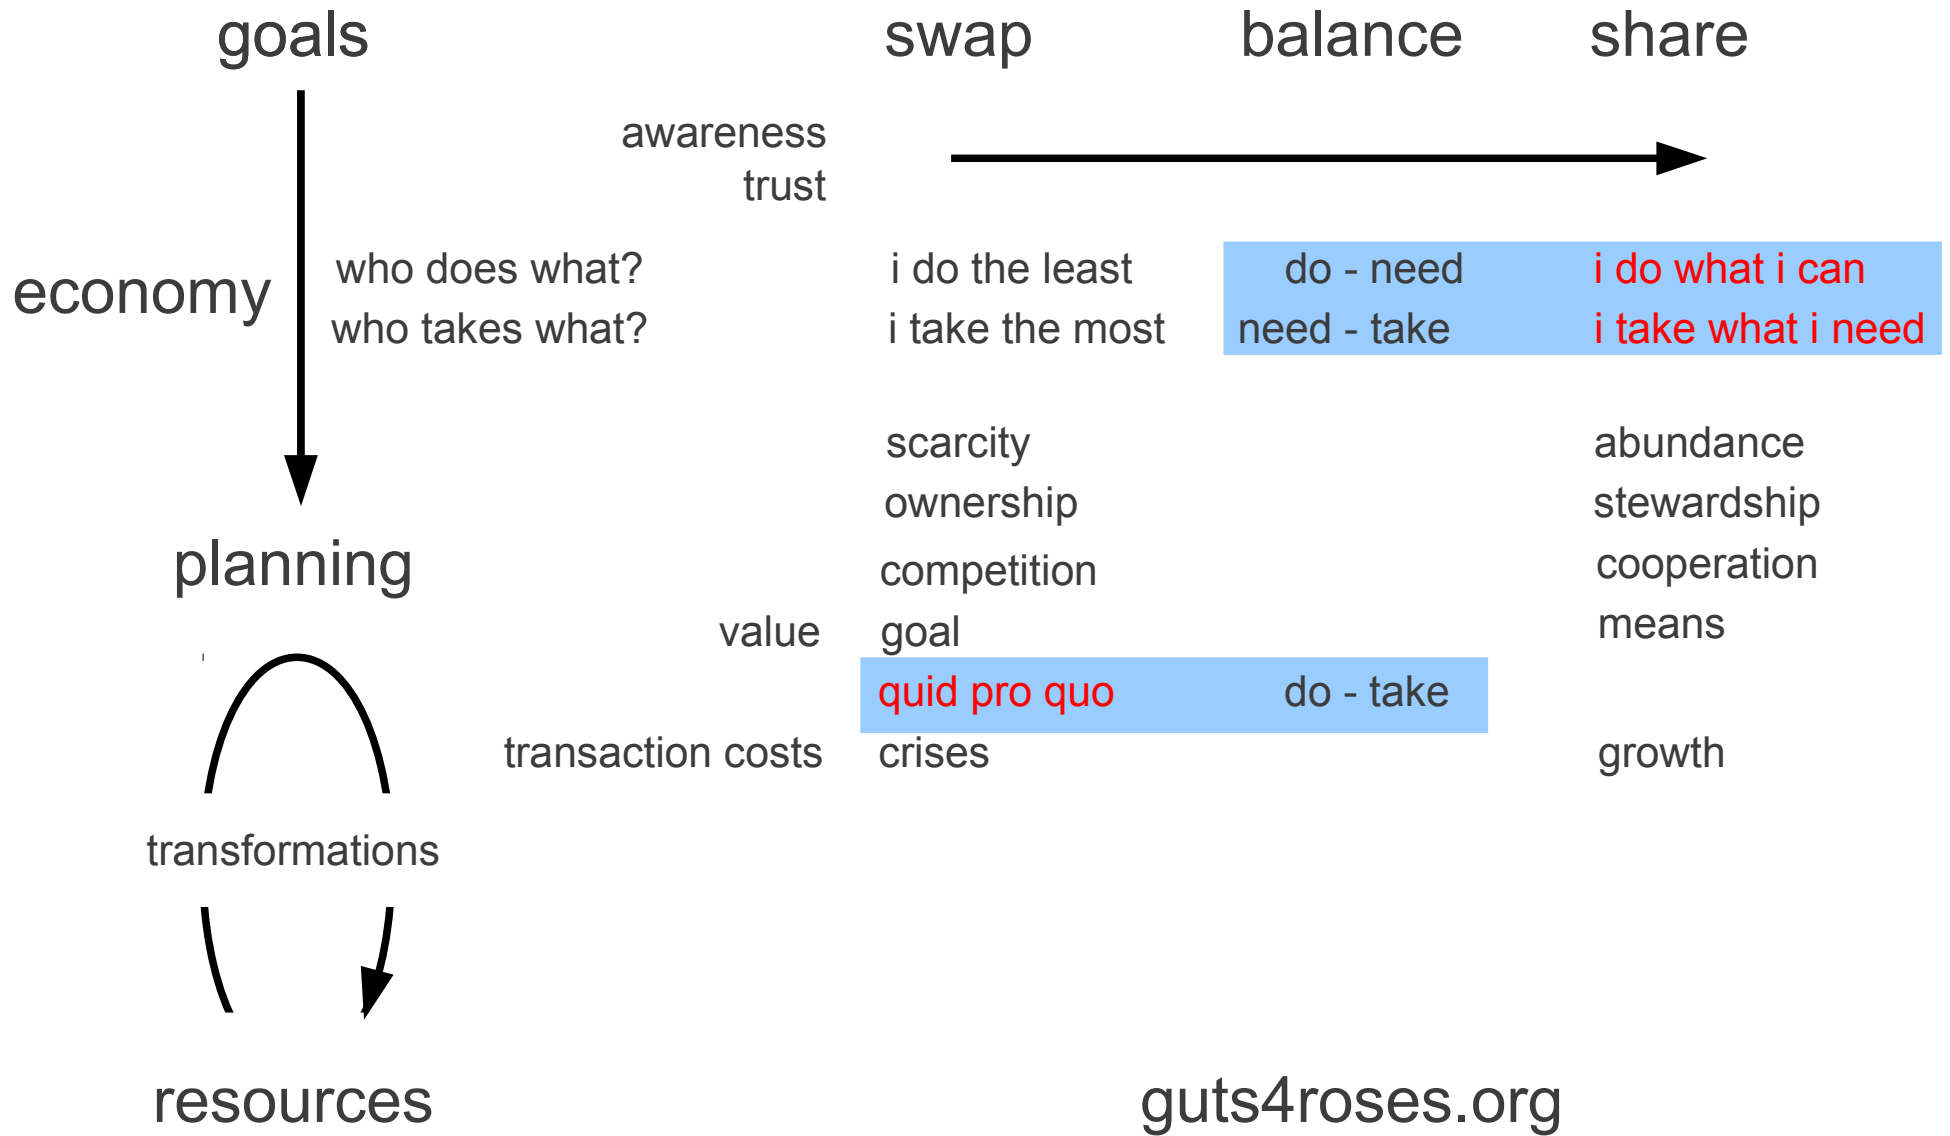 goals
swap balance share
awareness
trust
economy
who does what? i do the least do - need i do what i can
who takes what? i take the most need - take i take what i need
scarcity abundance
ownership stewardship
planning
competition cooperation
value goal means
quid pro quo do - take
transaction costs crises growth
transformations
resources
guts4roses.org